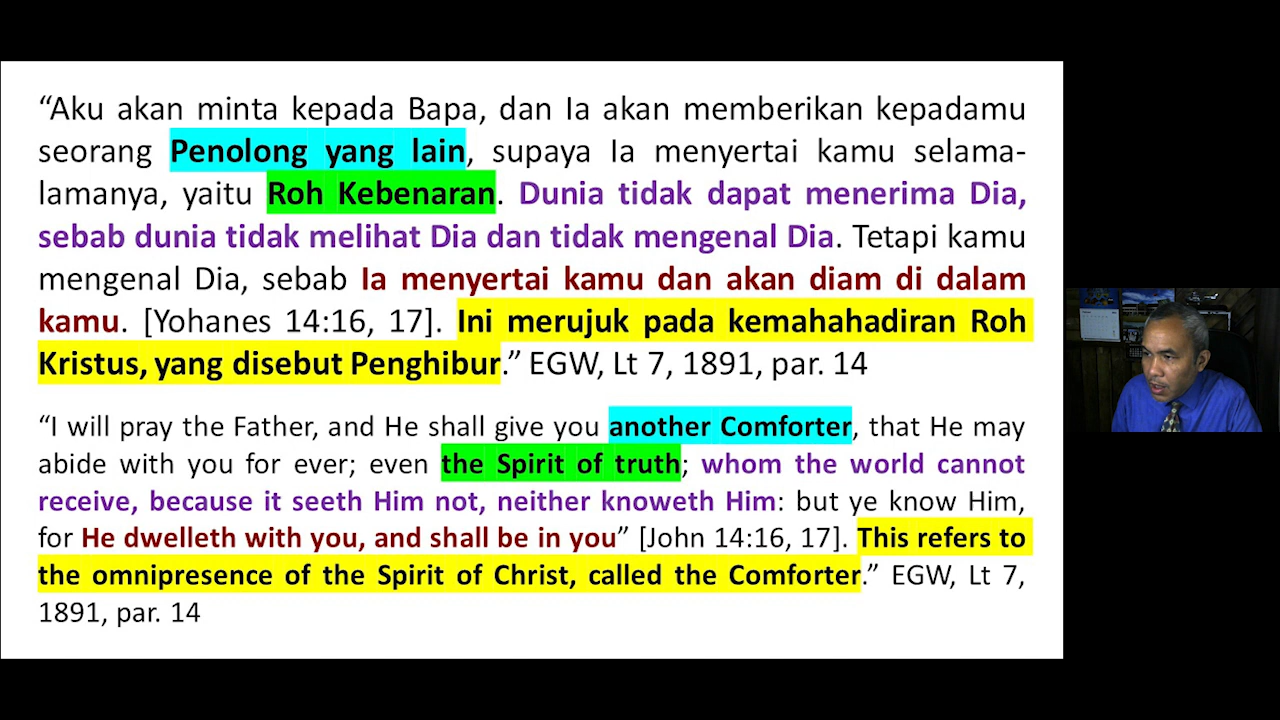 “Aku akan minta kepada Bapa, dan Ia akan memberikan kepadamu
seorang Penolong yang lain, supaya Ia menyertai kamu selama-
lamanya, yaitu Roh Kebenaran. Dunia tidak dapat menerima Dia,
sebab dunia tidak melihat Dia dan tidak mengenal Dia. Tetapi kamu
mengenal Dia, sebab Ia menyertai kamu dan akan diam di dalam
kamu. [Yohanes 14:16, 17]. Ini merujuk pada kemahahadiran Roh
Kristus, yang disebut Penghibur.” EGW, Lt 7, 1891, par. 14
“I will pray the Father, and He shall give you another Comforter, that He may
abide with you for ever; even the Spirit of truth; whom the world cannot
receive, because it seeth Him not, neither knoweth Him: but ye know Him,
for He dwelleth with you, and shall be in you” [John 14:16, 17]. This refers to
the omnipresence of the Spirit of Christ, called the Comforter.” EGW, Lt 7,
1891, par. 14